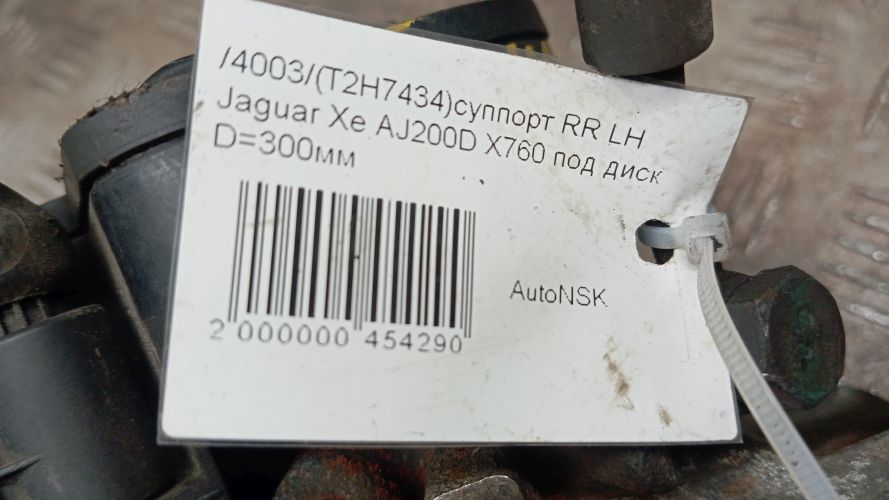 /4003/(T2H7434)суппорт RR LH
Jaguar Xe AJ200D X760 под диск
D=300мм
AutoNSK
2 000000 454290